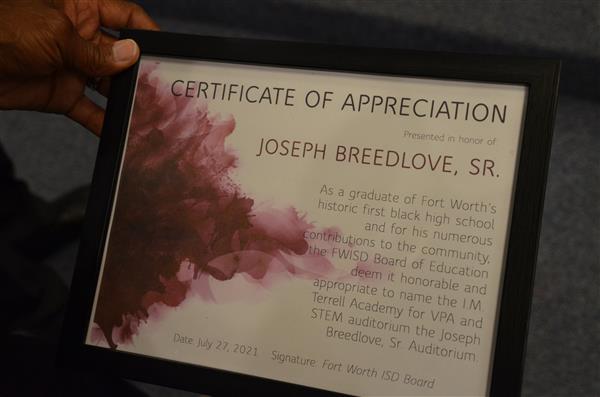 CERTIFICATE OF APPRECIATION
Presented in honor of
JOSEPH BREEDLOVE, SR.
As a graduate of Fort Worth's
historic first black high school
and for his numerous
contributions to the community,
the FWISD Board of Education
deem it honorable and
appropriate to name the I.M.
Terrell Academy for VPA and
STEM auditorium the Joseph
Breedlove, Sr. Auditorium.
Date: July 27, 2021 Signature: Fort Worth ISD Board